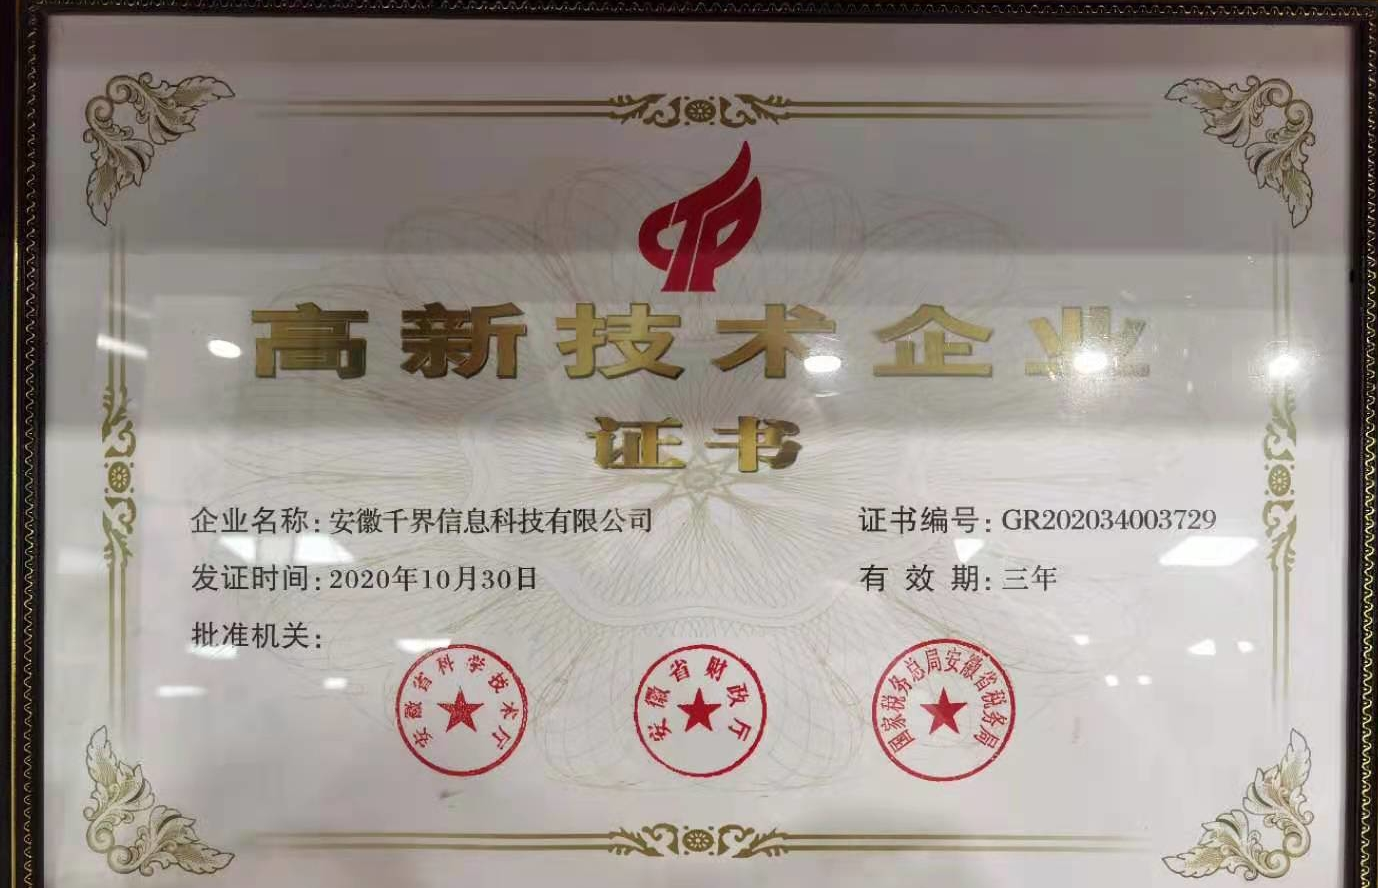 高新技术企业
证书
企业名称：安徽千界信息科技有限公司
证书编号：GR202034003729
发证时间：2020年10月30日
有效期：三年
批准机关：
安徽省科学技术厅
安徽省财政厅
国家税务总局安徽省税务局